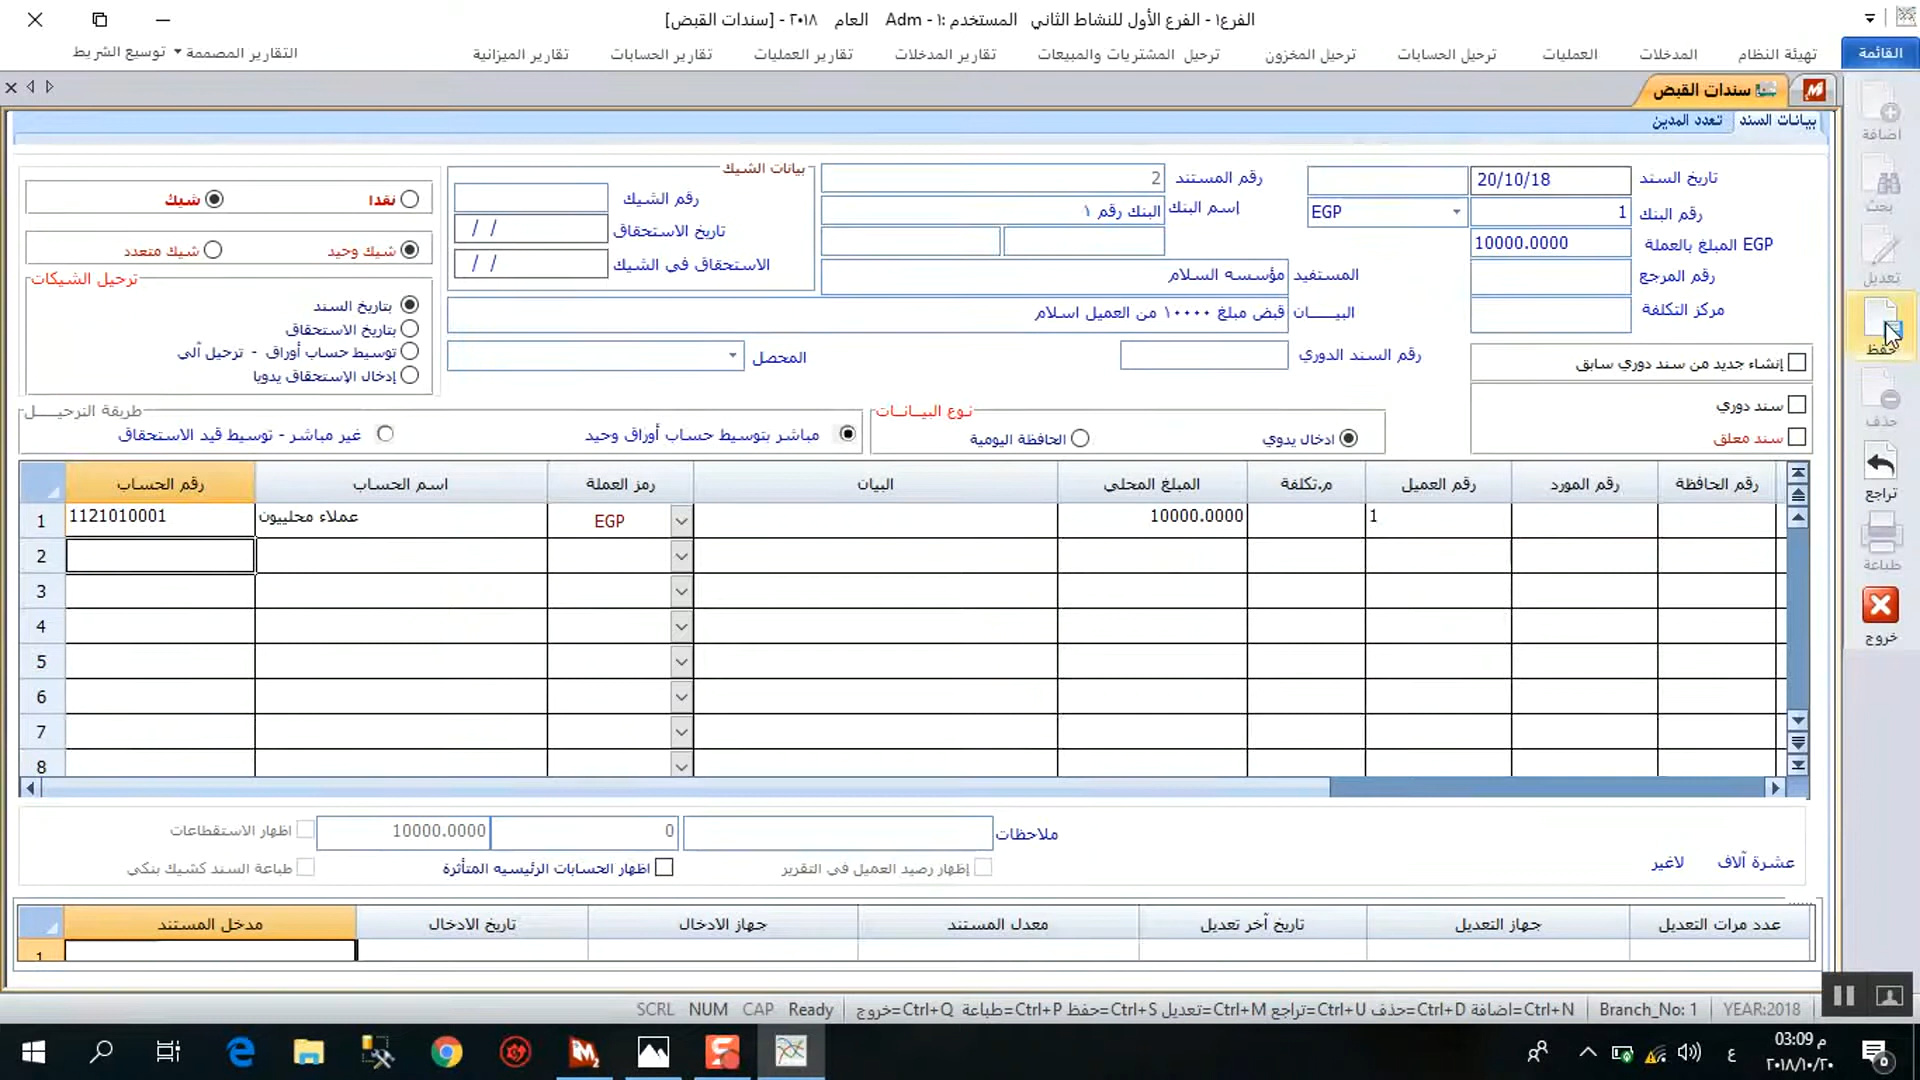 الفرع١ - الفرع الأول للنشاط الثاني المستخدم :١ - Adm العام ٢٠١٨ - [سندات القبض]
القائمة تهيئة النظام المدخلات العمليات ترحيل الحسابات ترحيل المخزون ترحيل المشتريات والمبيعات تقارير المدخلات تقارير العمليات تقارير الحسابات تقارير الميزانية التقارير المصممة توسيع الشريط
سندات القبض
بيانات السند تعدد المدين
تاريخ السند 20/10/18 رقم المستند 2
رقم البنك 1 EGP إسم البنك البنك رقم ١
EGP المبلغ بالعملة 10000.0000
رقم المرجع المستفيد مؤسسه السلام
مركز التكلفة البيـــــان قبض مبلغ ١٠٠٠٠ من العميل اسلام
رقم السند الدوري المحصل
بيانات الشيك
رقم الشيك
تاريخ الاستحقاق / /
الاستحقاق في الشيك / /
نقدا شيك
شيك وحيد شيك متعدد
ترحيل الشيكات
بتاريخ السند
بتاريخ الاستحقاق
توسيط حساب أوراق - ترحيل آلي
إدخال الإستحقاق يدويا
إنشاء جديد من سند دوري سابق
سند دوري
سند معلق
نوع البيانـــات
ادخال يدوي الحافظة اليومية
طريقة الترحيـــــل
مباشر بتوسيط حساب أوراق وحيد غير مباشر - توسيط قيد الاستحقاق
رقم الحساب اسم الحساب رمز العملة البيان المبلغ المحلي م.تكلفة رقم العميل رقم المورد رقم الحافظة
1 1121010001 عملاء محلييون EGP 10000.0000 1
2
3
4
5
6
7
8
ملاحظات 0 10000.0000 اظهار الاستقطاعات
عشرة آلاف لاغير إظهار رصيد العميل في التقرير اظهار الحسابات الرئيسيه المتأثرة طباعة السند كشيك بنكي
مدخل المستند تاريخ الادخال جهاز الادخال معدل المستند تاريخ آخر تعديل جهاز التعديل عدد مرات التعديل
1
اضافة
بحث
تعديل
حفظ
حذف
تراجع
طباعة
خروج
SCRL NUM CAP Ready Ctrl+N=اضافة Ctrl+D=حذف Ctrl+U=تراجع Ctrl+M=تعديل Ctrl+S=حفظ Ctrl+P=طباعة Ctrl+Q=خروج Branch_No: 1 YEAR:2018
ع
03:09 م
٢٠١٨/١٠/٢٠